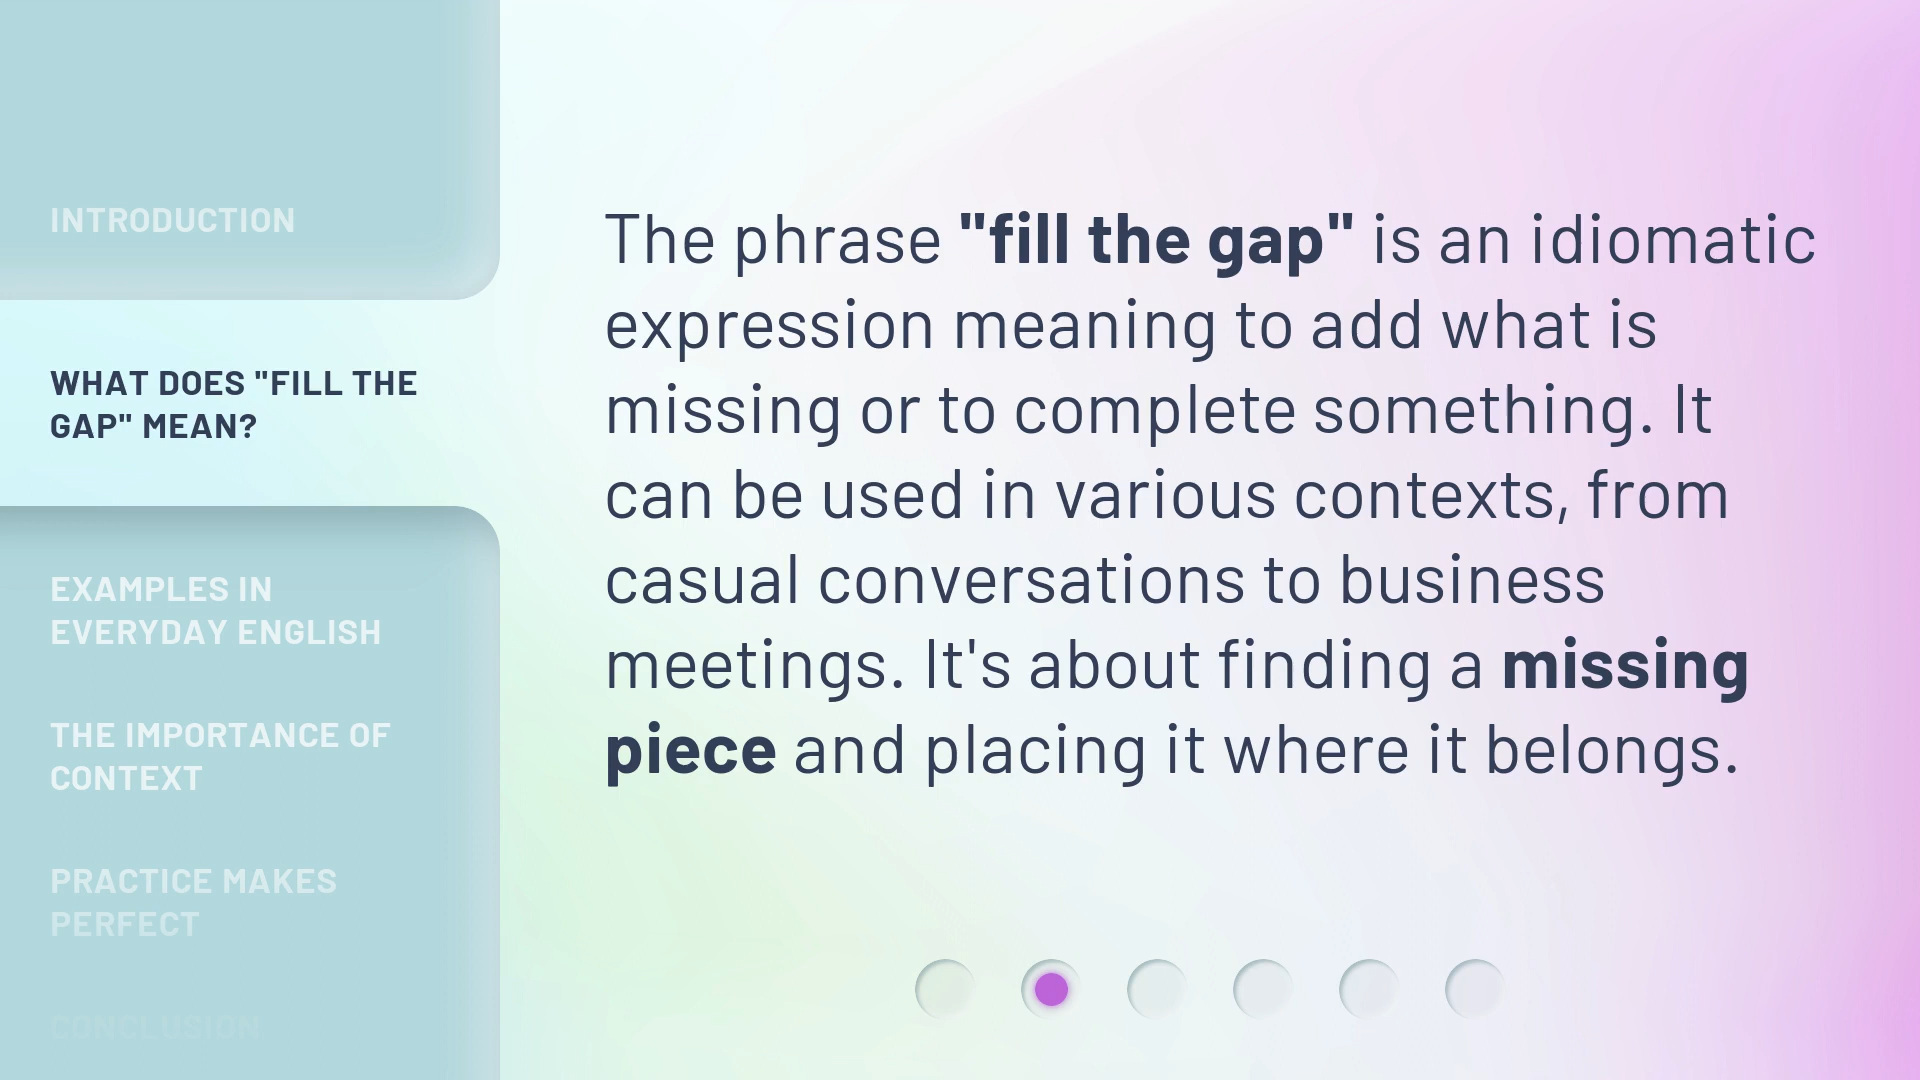 INTRODUCTION
WHAT DOES "FILL THE
GAP" MEAN?
EXAMPLES IN
EVERYDAY ENGLISH
THE IMPORTANCE OF
CONTEXT
PRACTICE MAKES
PERFECT
CONCLUSION
The phrase "fill the gap" is an idiomatic
expression meaning to add what is
missing or to complete something. It
can be used in various contexts, from
casual conversations to business
meetings. It's about finding a missing
piece and placing it where it belongs.